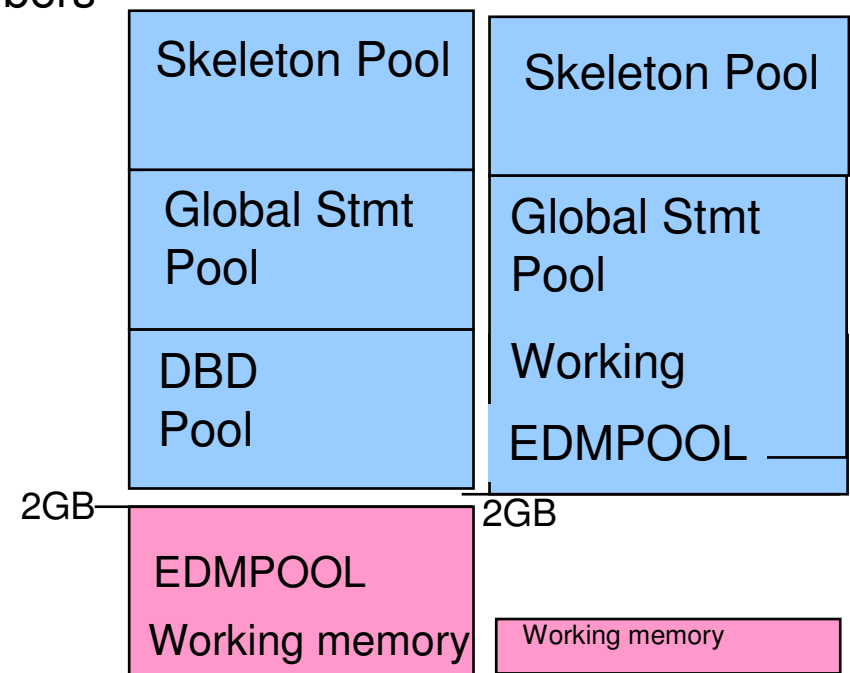 Skeleton Pool
Global Stmt
Pool
DBD
Pool
2GB
EDMPOOL
Working memory
Skeleton Pool
Global Stmt
Pool
Working
EDMPOOL
2GB
Working memory